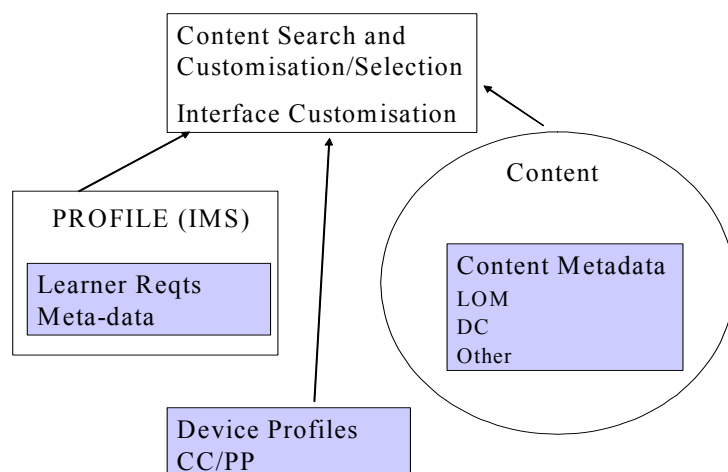 Content Search and
Customisation/Selection
Interface Customisation
PROFILE (IMS)
Learner Reqts
Meta-data
Content
Content Metadata
LOM
DC
Other
Device Profiles
CC/PP